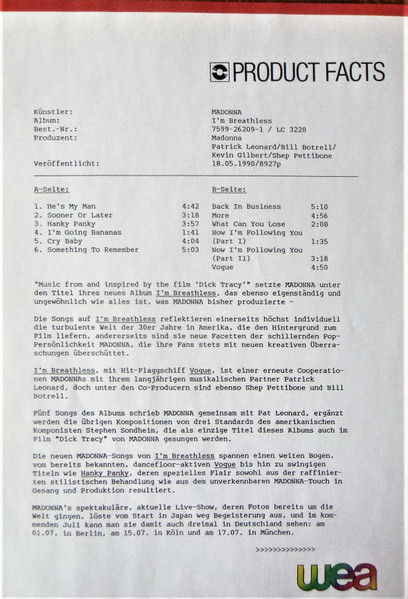 PRODUCT FACTS
Künstler: MADONNA
Album: I'm Breathless
Best.-Nr.: 7599-26209-1 / LC 3228
Produzent: Madonna
Patrick Leonard/Bill Botrell/
Kevin Gilbert/Shep Pettibone
Veröffentlicht: 18.05.1990/8927p
A-Seite: B-Seite:
1. He's My Man 4:42 Back In Business 5:10
2. Sooner Or Later 3:18 More 4:56
3. Hanky Panky 3:57 What Can You Lose 2:08
4. I'm Going Bananas 1:41 Now I'm Following You
5. Cry Baby 4:04 (Part I) 1:35
6. Something To Remember 5:03 Now I'm Following You
(Part II) 3:18
Vogue 4:50
"Music from and inspired by the film 'Dick Tracy'" setzte MADONNA unter
den Titel ihres neuen Album I'm Breathless, das ebenso eigenständig und
ungewöhnlich wie alles ist, was MADONNA bisher produzierte -
Die Songs auf I'm Breathless reflektieren einerseits höchst individuell
die turbulente Welt der 30er Jahre in Amerika, die den Hintergrund zum
Film liefern, andererseits sind sie neue Facetten der schillernden Pop-
Persönlichkeit MADONNA, die ihre Fans stets mit neuen kreativen Überra-
schungen überschüttet.
I'm Breathless, mit Hit-Flaggschiff Vogue, ist einer erneute Cooperatio-
nen MADONNAs mit ihrem langjährigen musikalischen Partner Patrick
Leonard, doch unter den Co-Producern sind ebenso Shep Pettibone und Bill
Botrell.
Fünf Songs des Albums schrieb MADONNA gemeinsam mit Pat Leonard, ergänzt
werden die übrigen Kompositionen von drei Standards des amerikanischen
Komponisten Stephen Sondheim, die als einzige Titel dieses Albums auch im
Film "Dick Tracy" von MADONNA gesungen werden.
Die neuen MADONNA-Songs von I'm Breathless spannen einen weiten Bogen,
vom bereits bekannten, dancefloor-aktiven Vogue bis hin zu swingigen
Titeln wie Hanky Panky, deren spezielles Flair sowohl aus der raffinier-
ten stilistischen Behandlung wie aus dem unverkennbaren MADONNA-Touch in
Gesang und Produktion resultiert.
MADONNA's spektakuläre, aktuelle Live-Show, deren Fotos bereits um die
Welt gingen, löste vom Start in Japan weg Begeisterung aus, und im kom-
menden Juli kann man sie damit auch dreimal in Deutschland sehen: am
01.07. in Berlin, am 15.07. in Köln und am 17.07. in München.
>>>>>>>>>>>>>>
wea